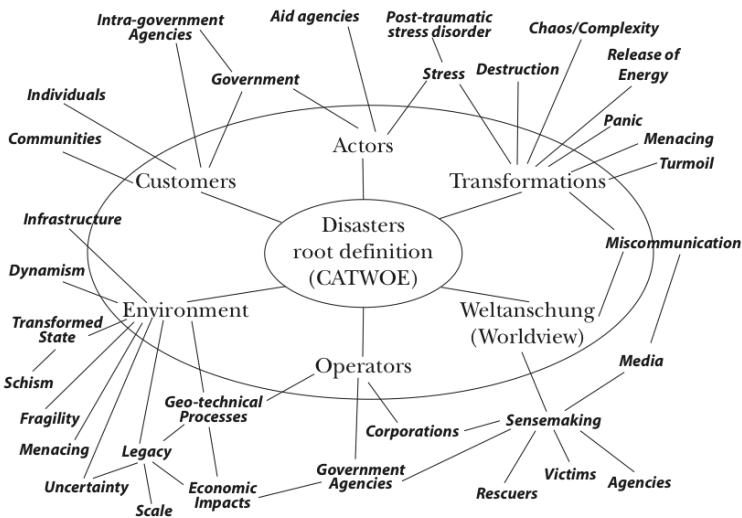 Intra-government
Agencies
Aid agencies
Post-traumatic
stress disorder
Chaos/Complexity
Release of
Energy
Government
Stress
Destruction
Individuals
Panic
Communities
Actors
Menacing
Turmoil
Customers
Transformations
Infrastructure
Disasters
root definition
(CATWOE)
Miscommunication
Dynamism
Environment
Weltanschung
(Worldview)
Transformed
State
Operators
Media
Schism
Geo-technical
Processes
Fragility
Corporations
Sensemaking
Menacing
Legacy
Government
Agencies
Victims
Agencies
Uncertainty
Economic
Impacts
Rescuers
Scale